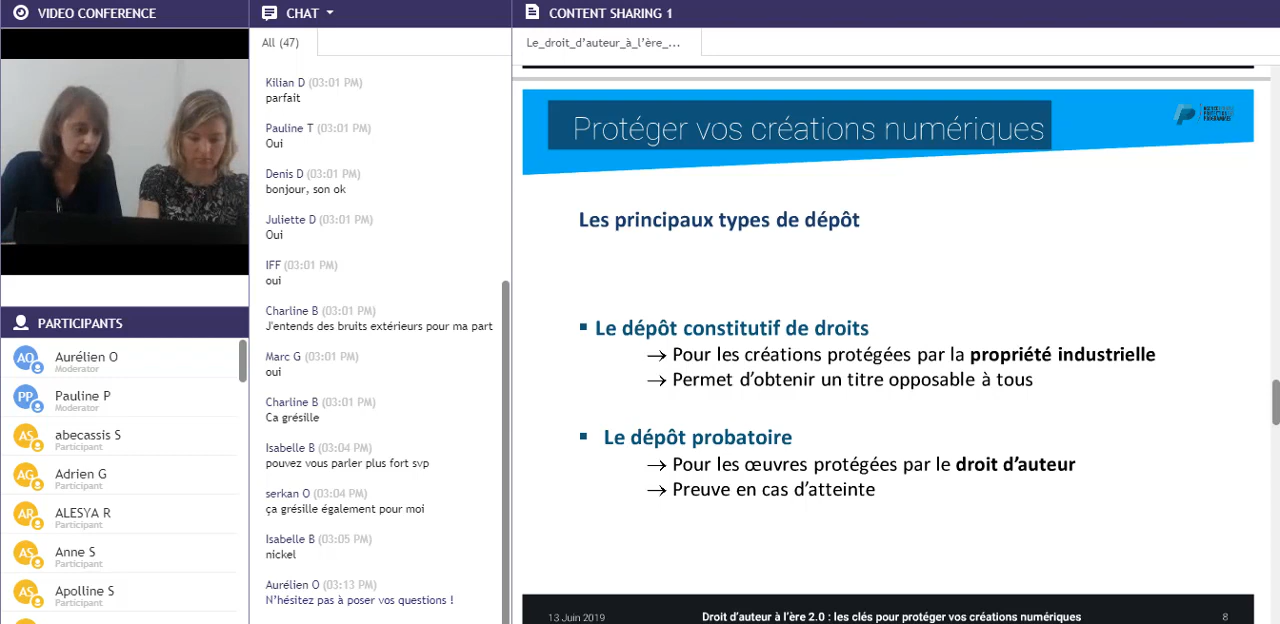 VIDEO CONFERENCE
CHAT
All (47)
Kilian D (03:01 PM)
parfait
Pauline T (03:01 PM)
Oui
Denis D (03:01 PM)
bonjour, son ok
Juliette D (03:01 PM)
Oui
IFF (03:01 PM)
oui
Charline B (03:01 PM)
J'entends des bruits extérieurs pour ma part
Marc G (03:01 PM)
oui
Charline B (03:01 PM)
Ca grésille
Isabelle B (03:04 PM)
pouvez vous parler plus fort svp
serkan O (03:04 PM)
ça grésille également pour moi
Isabelle B (03:05 PM)
nickel
Aurélien O (03:13 PM)
N'hésitez pas à poser vos questions !
PARTICIPANTS
AO
Aurélien O
Moderator
PP
Pauline P
Moderator
AS
abecassis S
Participant
AG
Adrien G
Participant
AR
ALESYA R
Participant
AS
Anne S
Participant
AS
Apolline S
Participant
CONTENT SHARING 1
Le_droit_d’auteur_à_l’ère_...
Protéger vos créations numériques
Les principaux types de dépôt
▪ Le dépôt constitutif de droits
→ Pour les créations protégées par la propriété industrielle
→ Permet d’obtenir un titre opposable à tous
▪ Le dépôt probatoire
→ Pour les œuvres protégées par le droit d’auteur
→ Preuve en cas d’atteinte
13 Juin 2019
Droit d’auteur à l’ère 2.0 : les clés pour protéger vos créations numériques
8